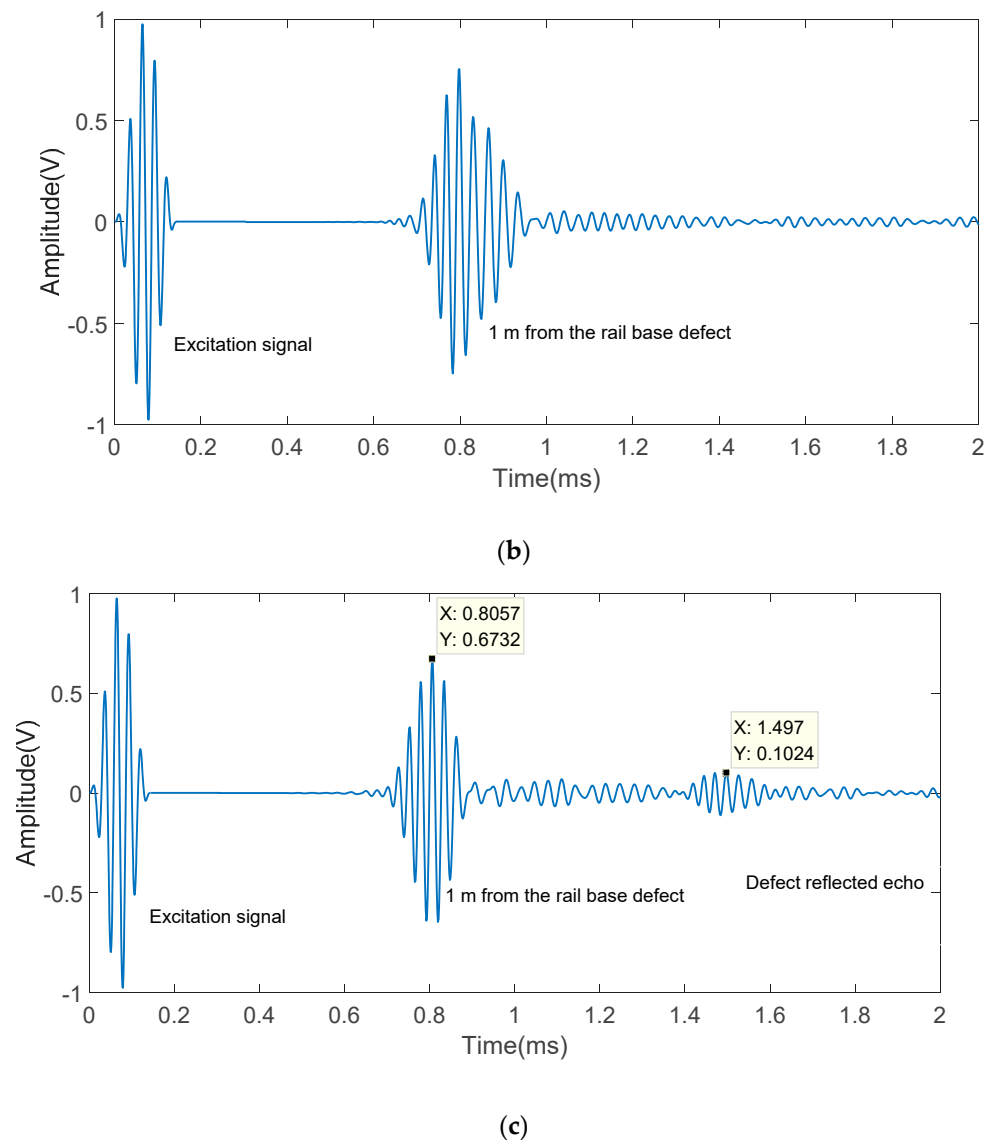 1
0.5
0
-0.5
-1
Amplitude(V)
Excitation signal
1 m from the rail base defect
0 0.2 0.4 0.6 0.8 1 1.2 1.4 1.6 1.8 2
Time(ms)
(b)
1
0.5
0
-0.5
-1
Amplitude(V)
X: 0.8057
Y: 0.6732
X: 1.497
Y: 0.1024
Excitation signal
1 m from the rail base defect
Defect reflected echo
0 0.2 0.4 0.6 0.8 1 1.2 1.4 1.6 1.8 2
Time(ms)
(c)